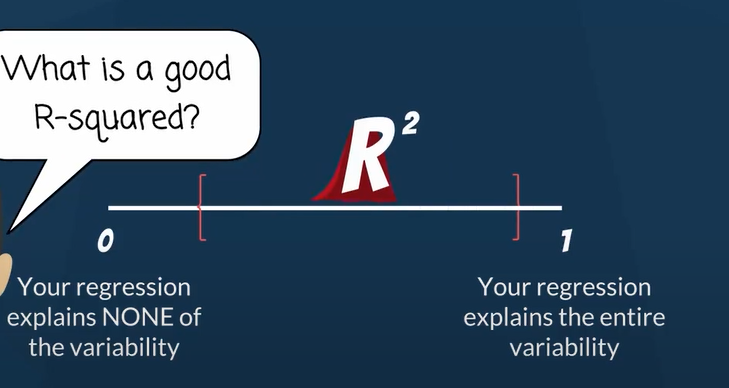 What is a good
R-squared?
R²
0
1
Your regression
explains NONE of
the variability
Your regression
explains the entire
variability